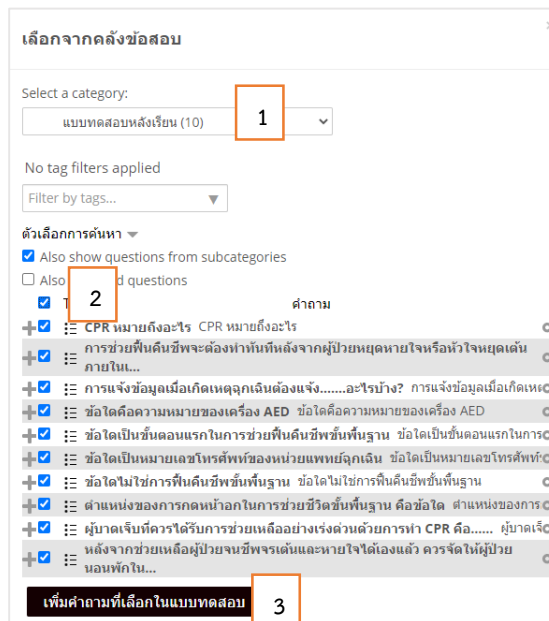 เลือกจากคลังข้อสอบ
Select a category:
แบบทดสอบหลังเรียน (10)
1
No tag filters applied
Filter by tags...
ตัวเลือกการค้นหา
Also show questions from subcategories
Also questions
2
คำถาม
CPR หมายถึงอะไร CPR หมายถึงอะไร
การช่วยฟื้นคืนชีพจะต้องทำทันทีหลังจากผู้ป่วยหยุดหายใจหรือหัวใจหยุดเต้น
ภายในเ...
การแจ้งข้อมูลเมื่อเกิดเหตุฉุกเฉินต้องแจ้ง.......อะไรบ้าง? การแจ้งข้อมูลเมื่อเกิดเหต
ข้อใดคือความหมายของเครื่อง AED ข้อใดคือความหมายของเครื่อง AED
ข้อใดเป็นขั้นตอนแรกในการช่วยฟื้นคืนชีพขั้นพื้นฐาน ข้อใดเป็นขั้นตอนแรกในการ
ข้อใดเป็นหมายเลขโทรศัพท์ของหน่วยแพทย์ฉุกเฉิน ข้อใดเป็นหมายเลขโทรศัพท์
ข้อใดไม่ใช่การฟื้นคืนชีพขั้นพื้นฐาน ข้อใดไม่ใช่การฟื้นคืนชีพขั้นพื้นฐาน
ตำแหน่งของการกดหน้าอกในการช่วยชีวิตขั้นพื้นฐาน คือข้อใด ตำแหน่งของการ
ผู้บาดเจ็บที่ควรได้รับการช่วยเหลืออย่างเร่งด่วนด้วยการทำ CPR คือ...... ผู้บาดเจ็
หลังจากช่วยเหลือผู้ป่วยจนชีพจรเต้นและหายใจได้เองแล้ว ควรจัดให้ผู้ป่วย
นอนพักใน...
เพิ่มคำถามที่เลือกในแบบทดสอบ
3